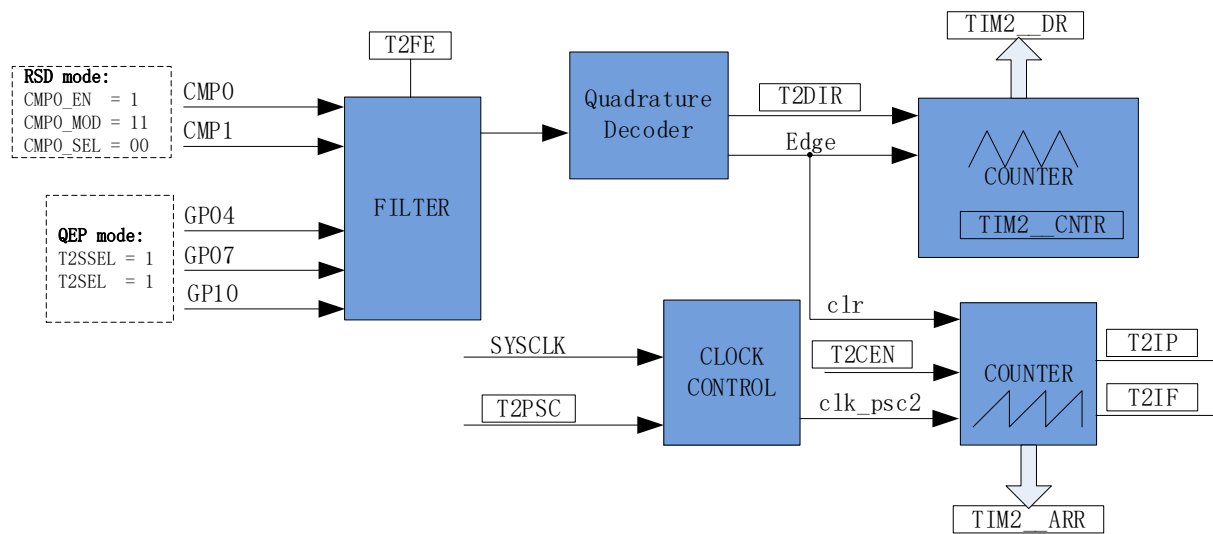 TIM2__DR
T2FE
RSD mode:
CMP0_EN = 1
CMP0_MOD = 11
CMP0_SEL = 00
CMP0
CMP1
Quadrature
Decoder
T2DIR
Edge
COUNTER
TIM2__CNTR
FILTER
QEP mode:
T2SSEL = 1
T2SEL = 1
GP04
GP07
GP10
SYSCLK
T2PSC
CLOCK
CONTROL
clr
T2CEN
clk_psc2
COUNTER
T2IP
T2IF
TIM2__ARR